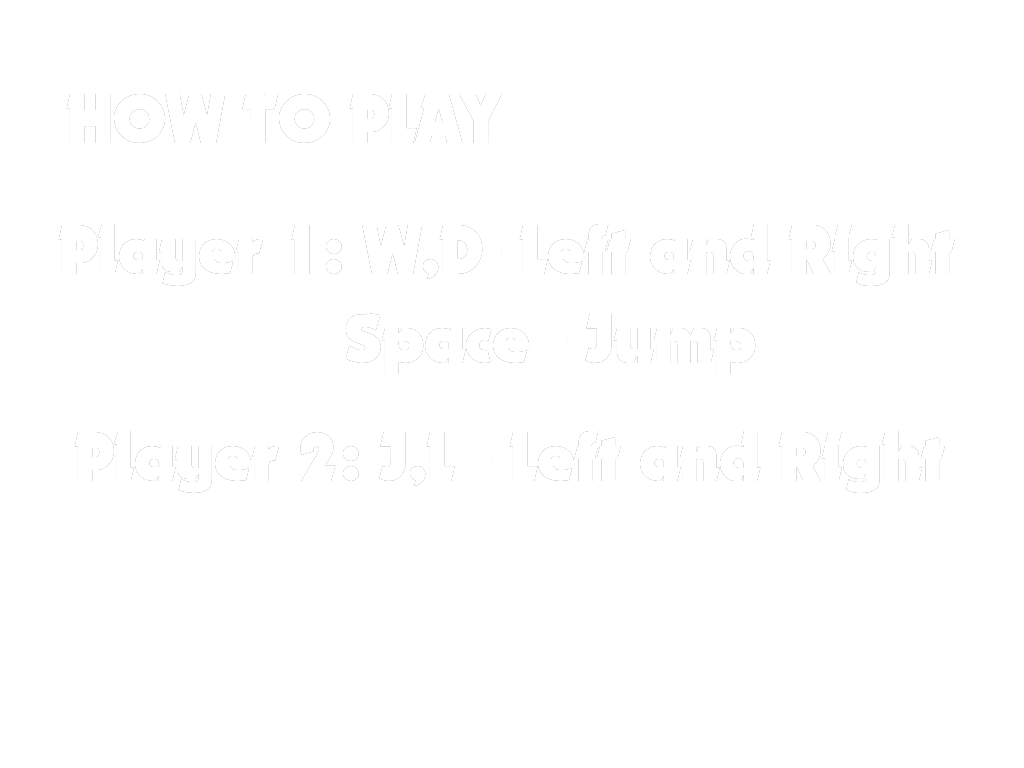 HOW TO PLAY
Player 1: W,D -Left and Right
Space - Jump
Player 2: J,L - Left and Right